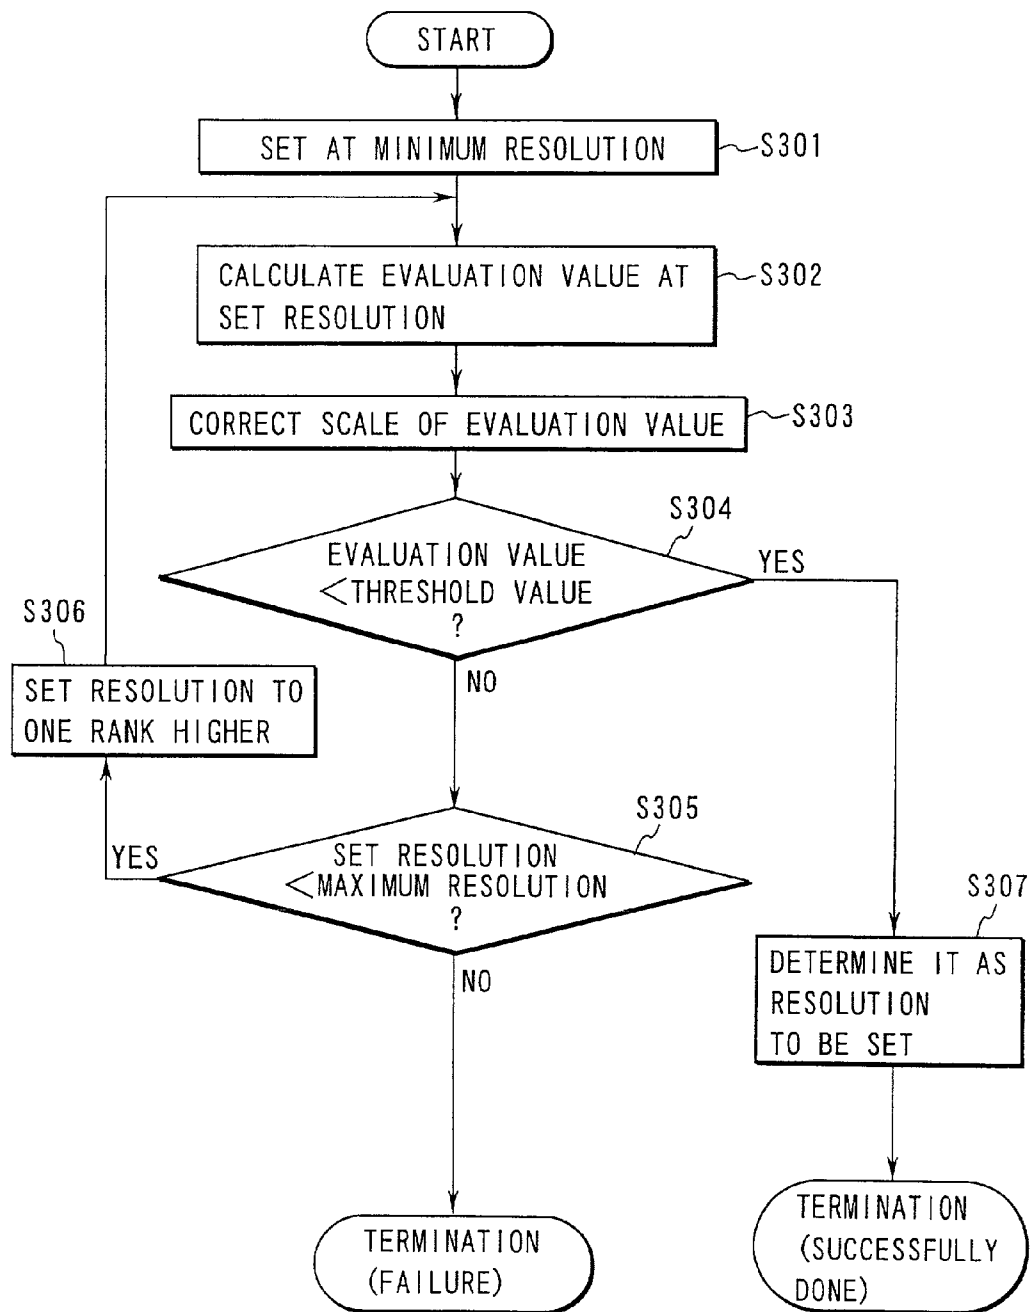 START
SET AT MINIMUM RESOLUTION
S301
CALCULATE EVALUATION VALUE AT
SET RESOLUTION
S302
CORRECT SCALE OF EVALUATION VALUE
S303
S304
EVALUATION VALUE
<THRESHOLD VALUE
?
YES
NO
S306
SET RESOLUTION TO
ONE RANK HIGHER
S305
SET RESOLUTION
<MAXIMUM RESOLUTION
?
YES
NO
S307
DETERMINE IT AS
RESOLUTION
TO BE SET
TERMINATION
(FAILURE)
TERMINATION
(SUCCESSFULLY
DONE)